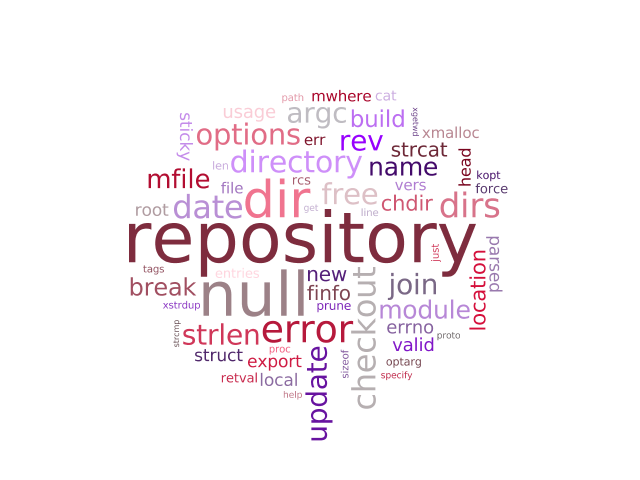 path mwhere cat
usage argc build xgetwd
sticky options err rev xmalloc
strcat head
len directory name
mfile file rcs vers kopt
force
root date dir get free line chdir dirs
repository just parsed
tags entries new checkout location
break null finfo join
xstrdup prune module
strcmp strlen error errno proto
struct proc update sizeof valid
export optarg
retval local specify
help